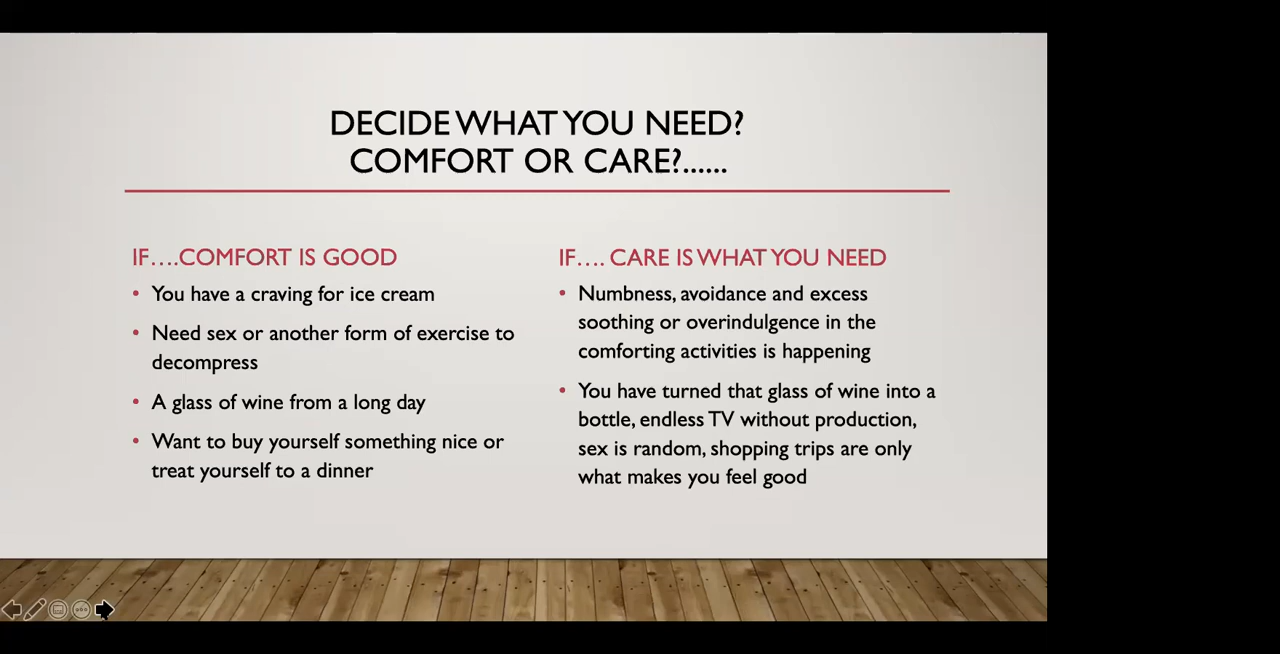 DECIDE WHAT YOU NEED?
COMFORT OR CARE?......
IF....COMFORT IS GOOD
• You have a craving for ice cream
• Need sex or another form of exercise to
decompress
• A glass of wine from a long day
• Want to buy yourself something nice or
treat yourself to a dinner
IF.... CARE IS WHAT YOU NEED
• Numbness, avoidance and excess
soothing or overindulgence in the
comforting activities is happening
• You have turned that glass of wine into a
bottle, endless TV without production,
sex is random, shopping trips are only
what makes you feel good